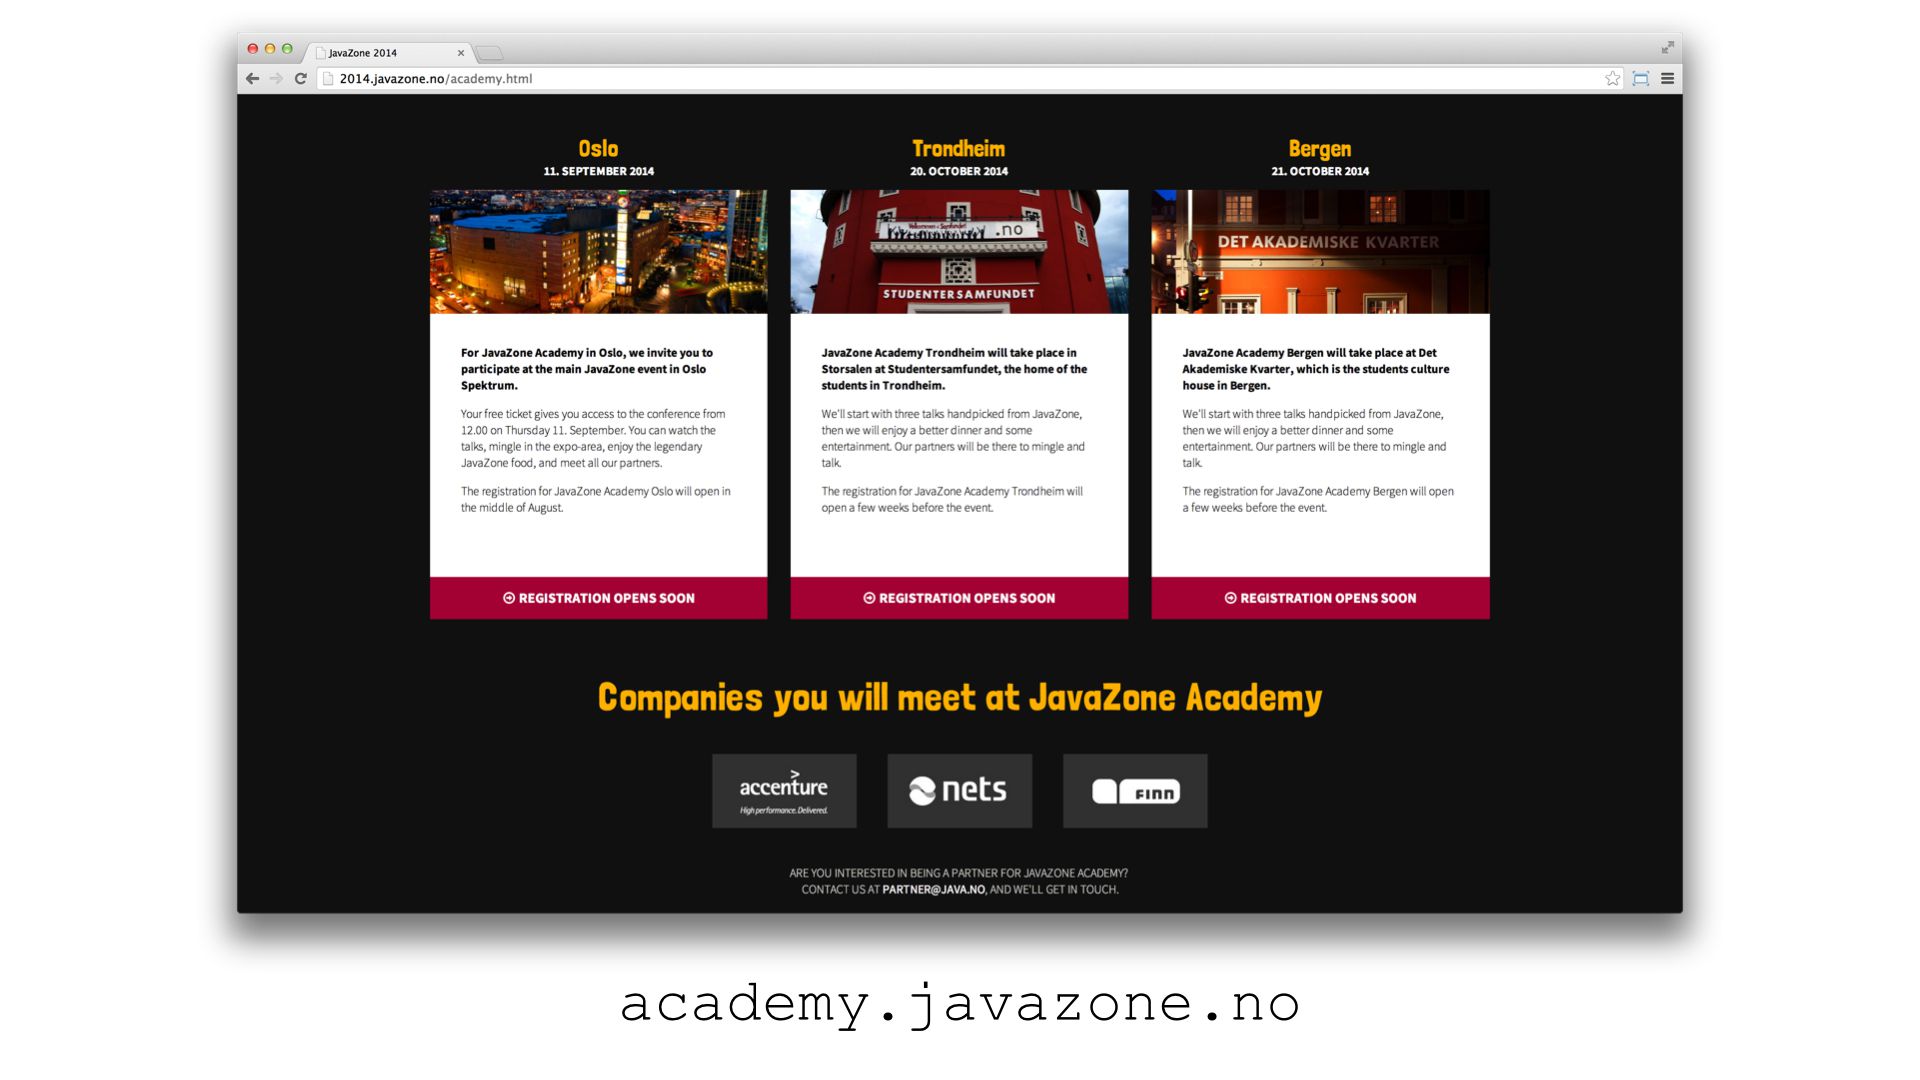 JavaZone 2014
2014.javazone.no/academy.html
Oslo
11. SEPTEMBER 2014
For JavaZone Academy in Oslo, we invite you to
participate at the main JavaZone event in Oslo
Spektrum.
Your free ticket gives you access to the conference from
12.00 on Thursday 11. September. You can watch the
talks, mingle in the expo-area, enjoy the legendary
JavaZone food, and meet all our partners.
The registration for JavaZone Academy Oslo will open in
the middle of August.
REGISTRATION OPENS SOON
Trondheim
20. OCTOBER 2014
Velkommen Samfundet
.no
STUDENTERSAMFUNDET
JavaZone Academy Trondheim will take place in
Storsalen at Studentersamfundet, the home of the
students in Trondheim.
We'll start with three talks handpicked from JavaZone,
then we will enjoy a better dinner and some
entertainment. Our partners will be there to mingle and
talk.
The registration for JavaZone Academy Trondheim will
open a few weeks before the event.
REGISTRATION OPENS SOON
Bergen
21. OCTOBER 2014
DET AKADEMISKE KVARTER
JavaZone Academy Bergen will take place at Det
Akademiske Kvarter, which is the students culture
house in Bergen.
We'll start with three talks handpicked from JavaZone,
then we will enjoy a better dinner and some
entertainment. Our partners will be there to mingle and
talk.
The registration for JavaZone Academy Bergen will open
a few weeks before the event.
REGISTRATION OPENS SOON
Companies you will meet at JavaZone Academy
accenture
High performance. Delivered.
nets
FINN
ARE YOU INTERESTED IN BEING A PARTNER FOR JAVAZONE ACADEMY?
CONTACT US AT PARTNER@JAVA.NO, AND WE'LL GET IN TOUCH.
academy.javazone.no